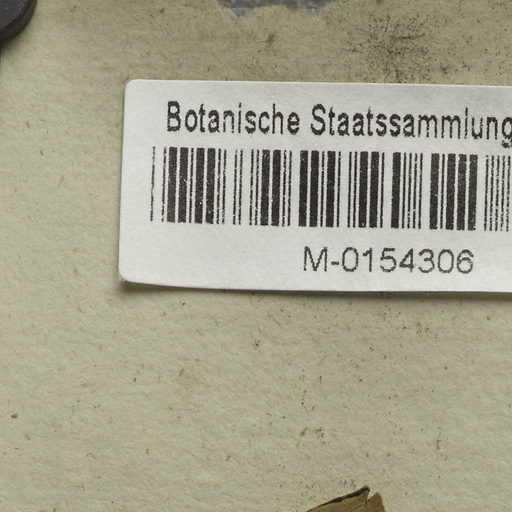 Botanische Staatssammlung
M-0154306